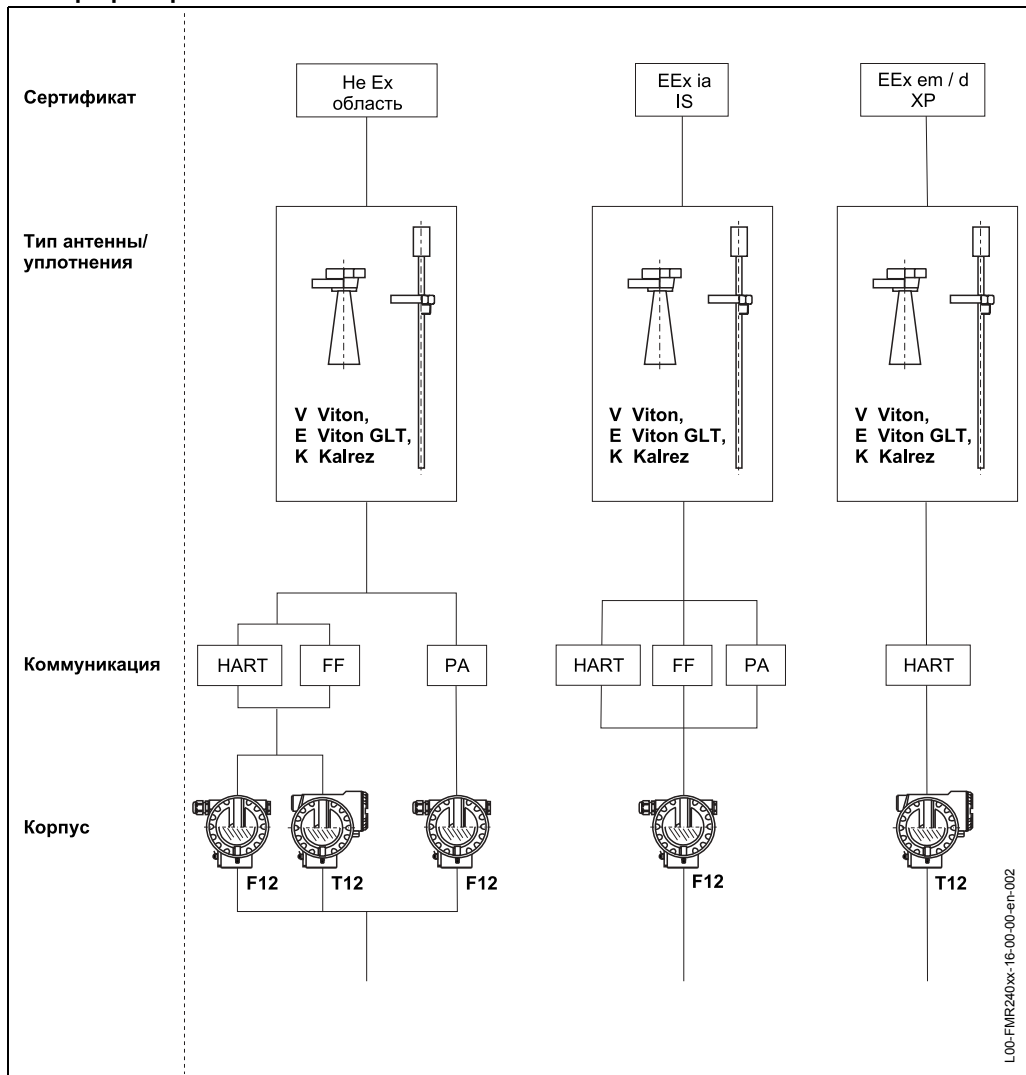 Сертификат
Не Ex
область
EEx ia
IS
EEx em / d
XP
Тип антенны/
уплотнения
V Viton,
E Viton GLT,
K Kalrez
V Viton,
E Viton GLT,
K Kalrez
V Viton,
E Viton GLT,
K Kalrez
Коммуникация
HART
FF
PA
HART
FF
PA
HART
Корпус
F12
T12
F12
F12
T12
L00-FMR240xx-16-00-00-en-002